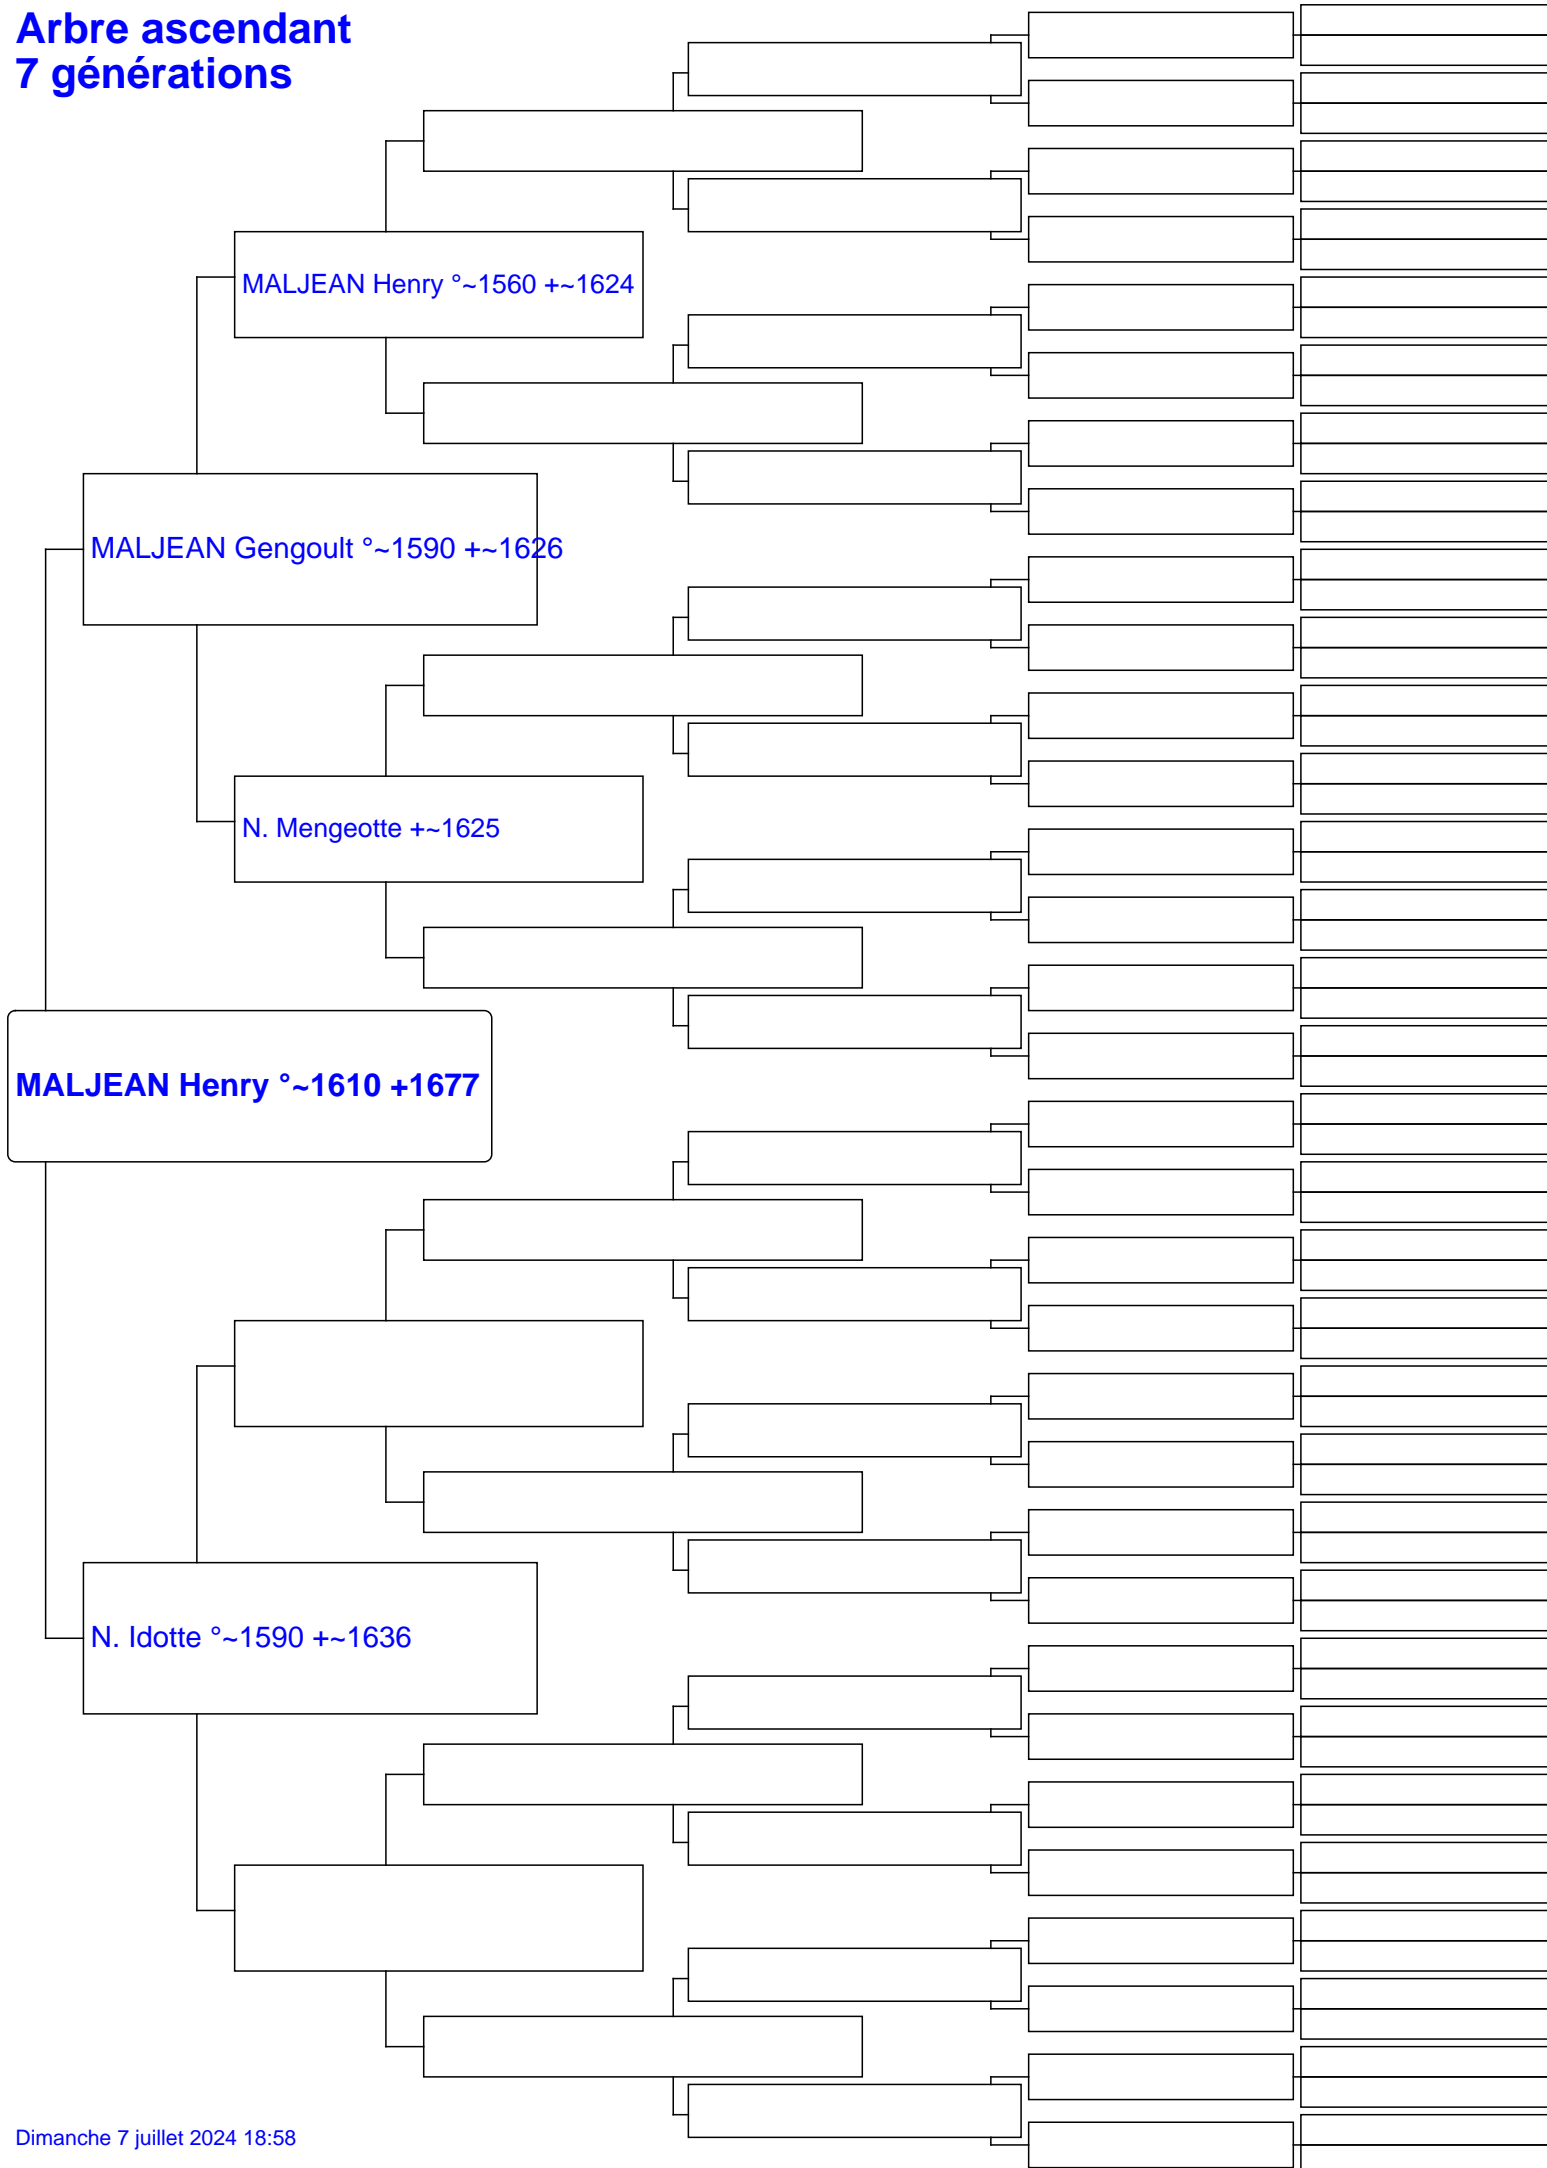 Arbre ascendant
7 générations
MALJEAN Henry °~1560 +~1624
MALJEAN Gengoult °~1590 +~1626
N. Mengeotte +~1625
MALJEAN Henry °~1610 +1677
N. Idotte °~1590 +~1636
Dimanche 7 juillet 2024 18:58